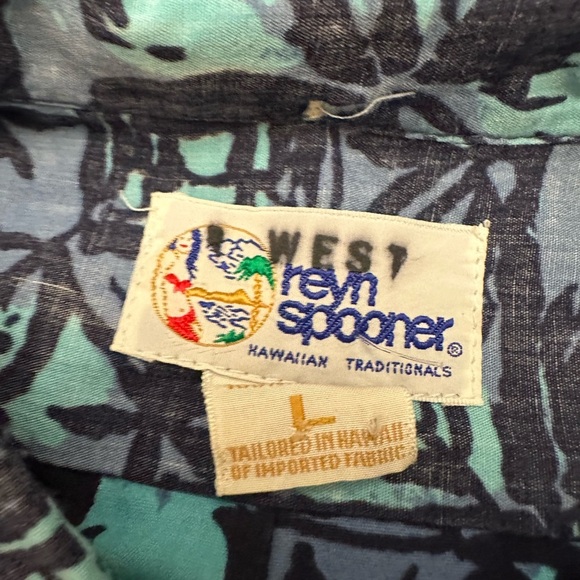 WEST
reyn
spooner®
HAWAIIAN TRADITIONALS
L
TAILORED IN HAWAII
OF IMPORTED FABRIC